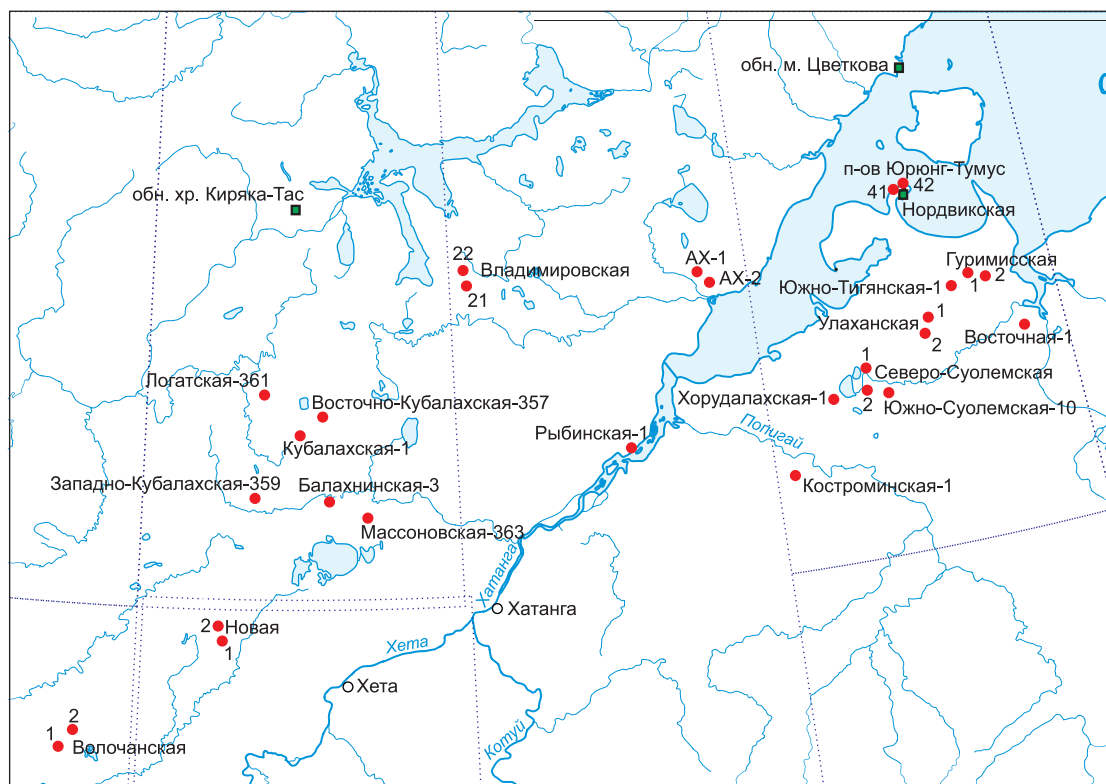 обн. м. Цветкова
С
п-ов Юрюнг-Тумус
41
42
Нордвикская
обн. хр. Киряка-Тас
22
Владимировская
21
АХ-1
АХ-2
Гуримисская
Южно-Тигянская-1
1
2
Улаханская
1
2
Восточная-1
1
Северо-Суолемская
2
Южно-Суолемская-10
Хорудалахская-1
Логатская-361
Восточно-Кубалахская-357
Кубалахская-1
Рыбинская-1
Попигай
Западно-Кубалахская-359
Балахнинская-3
Массоновская-363
Костроминская-1
Хатанга
Хатанга
2
Новая
1
Хета
Хета
Котуй
2
1
Волочанская